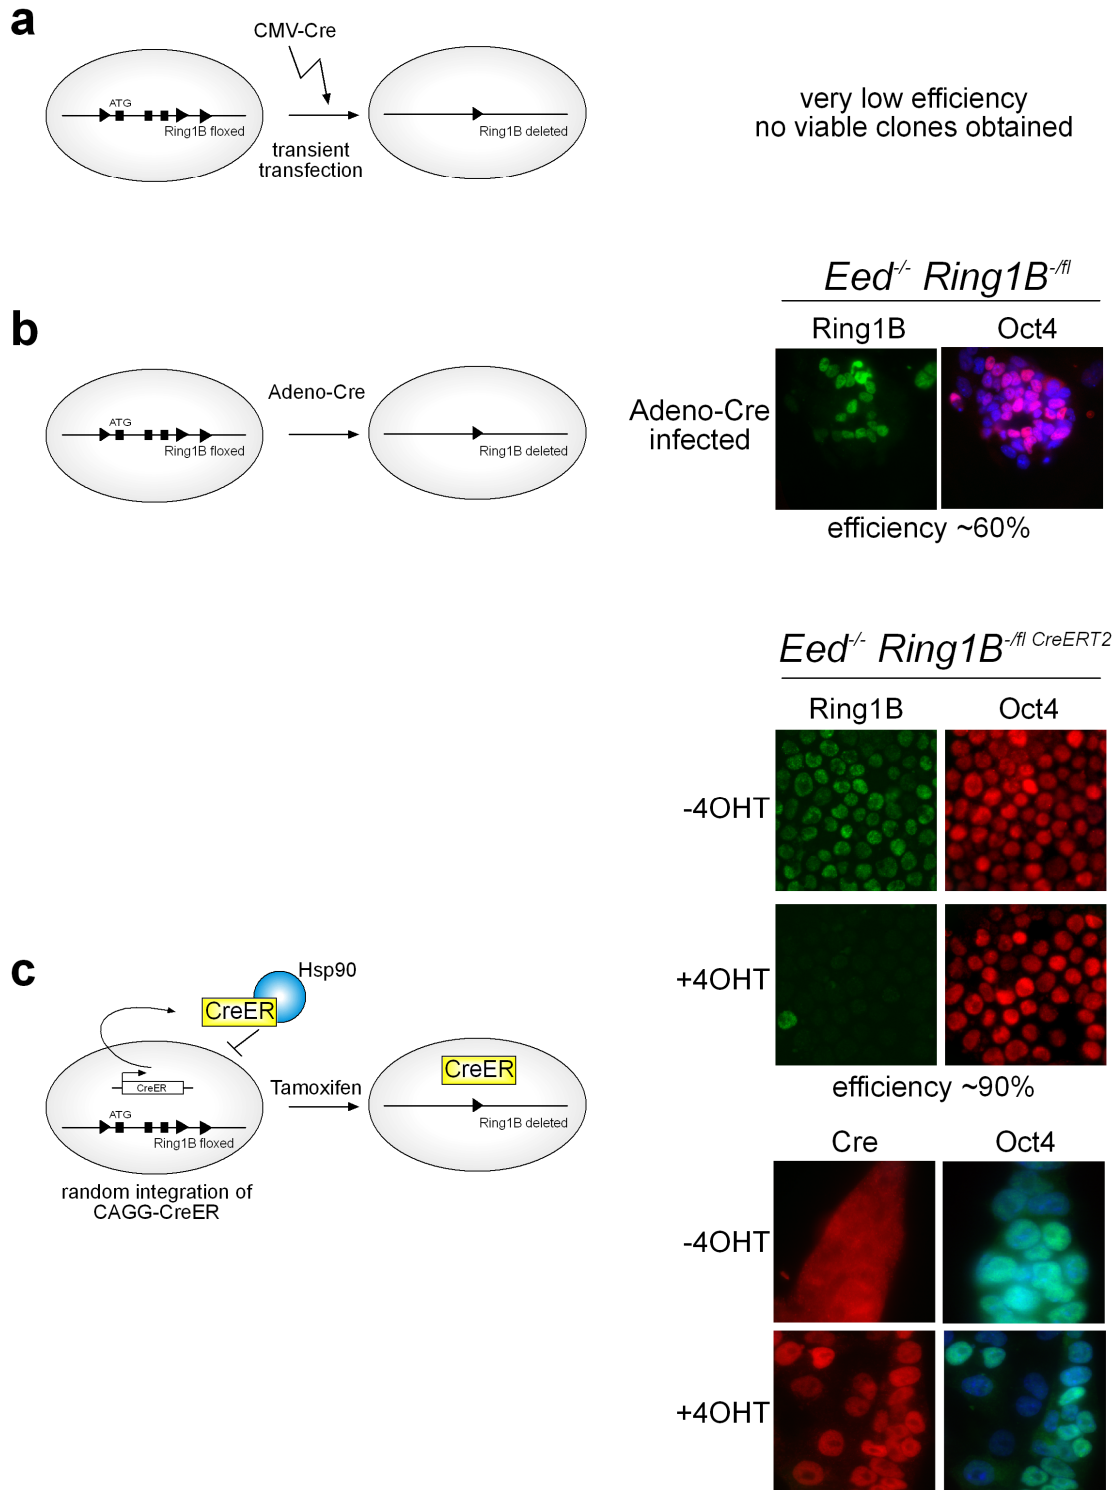 a
CMV-Cre
ATG
Ring1B floxed
transient
transfection
Ring1B deleted
very low efficiency
no viable clones obtained
b
ATG
Ring1B floxed
Adeno-Cre
Ring1B deleted
Eed-/- Ring1B-/fl
Ring1B Oct4
Adeno-Cre
infected
efficiency ~60%
Eed-/- Ring1B-/fl CreERT2
Ring1B Oct4
-4OHT
+4OHT
efficiency ~90%
c
Hsp90
CreER
CreER
ATG
Ring1B floxed
Tamoxifen
CreER
Ring1B deleted
random integration of
CAGG-CreER
Cre Oct4
-4OHT
+4OHT